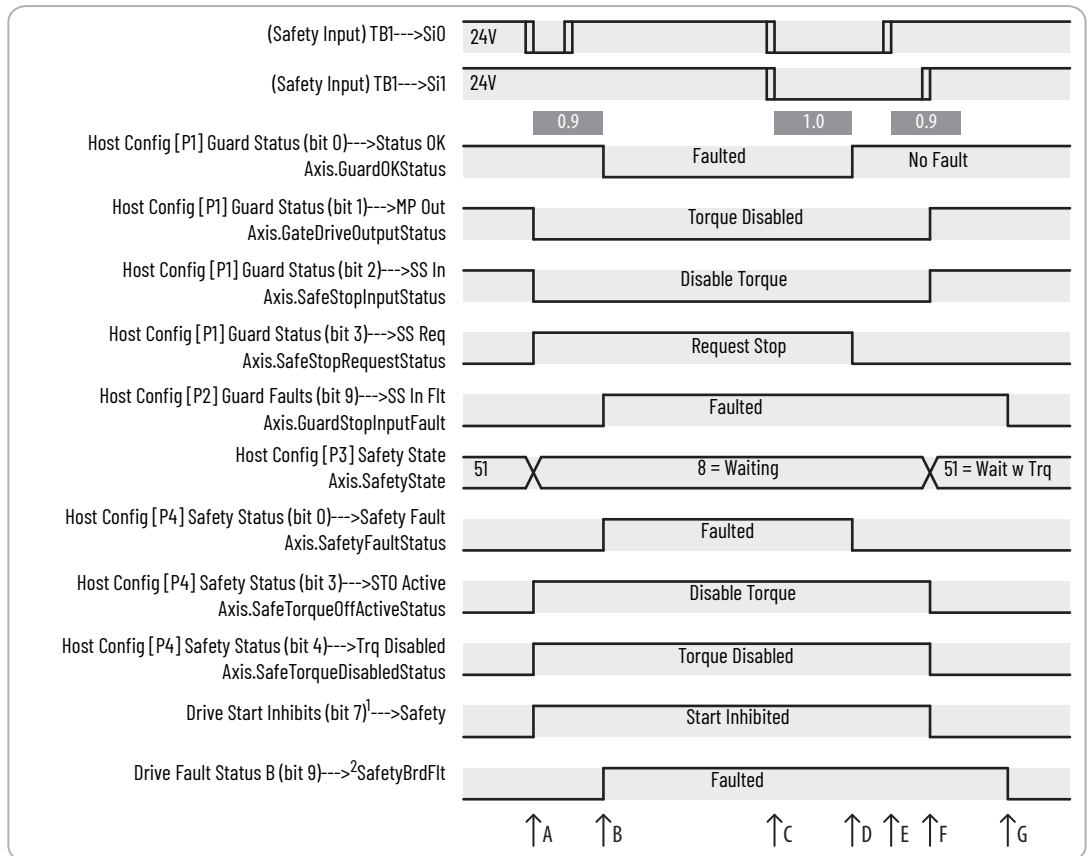 (Safety Input) TB1--->Si0
24V
(Safety Input) TB1--->Si1
24V
0.9
1.0
0.9
Host Config [P1] Guard Status (bit 0)--->Status OK
Axis.GuardOKStatus
Faulted
No Fault
Host Config [P1] Guard Status (bit 1)--->MP Out
Axis.GateDriveOutputStatus
Torque Disabled
Host Config [P1] Guard Status (bit 2)--->SS In
Axis.SafeStopInputStatus
Disable Torque
Host Config [P1] Guard Status (bit 3)--->SS Req
Axis.SafeStopRequestStatus
Request Stop
Host Config [P2] Guard Faults (bit 9)--->SS In Flt
Axis.GuardStopInputFault
Faulted
Host Config [P3] Safety State
Axis.SafetyState
51
8 = Waiting
51 = Wait w Trq
Host Config [P4] Safety Status (bit 0)--->Safety Fault
Axis.SafetyFaultStatus
Faulted
Host Config [P4] Safety Status (bit 3)--->STO Active
Axis.SafeTorqueOffActiveStatus
Disable Torque
Host Config [P4] Safety Status (bit 4)--->Trq Disabled
Axis.SafeTorqueDisabledStatus
Torque Disabled
Drive Start Inhibits (bit 7)1--->Safety
Start Inhibited
Drive Fault Status B (bit 9)--->2SafetyBrdFlt
Faulted
A B C D E F G